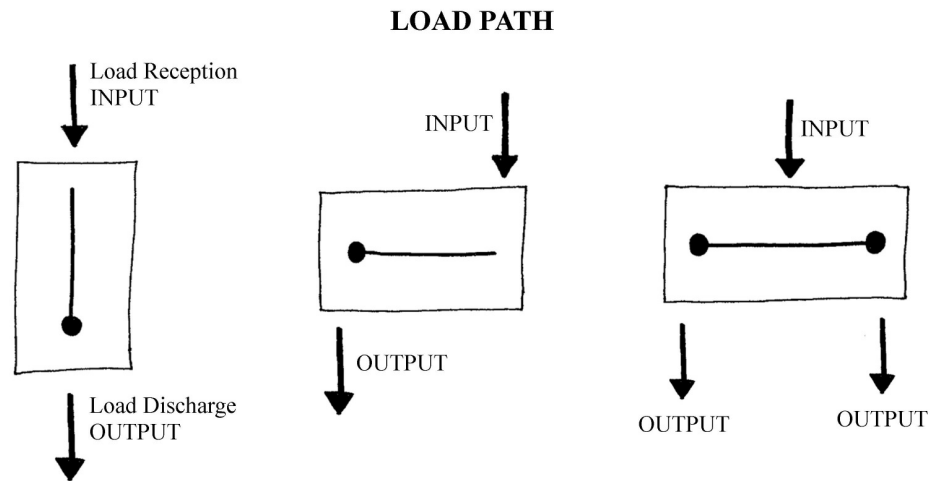 LOAD PATH
Load Reception
INPUT
INPUT
INPUT
OUTPUT
Load Discharge
OUTPUT
OUTPUT
OUTPUT